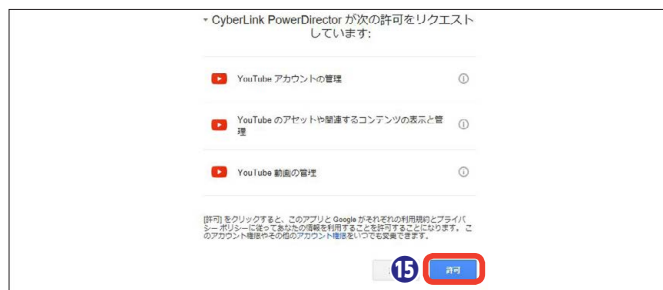 - CyberLink PowerDirector が次の許可をリクエスト
しています:
YouTube アカウントの管理
YouTube のアセットや関連するコンテンツの表示と管
理
YouTube 動画の管理
[許可] をクリックすると、このアプリと Google がそれぞれの利用規約とプライバ
シー ポリシーに従ってあなたの情報を利用することを許可することになります。 こ
のアカウント権限やその他のアカウント権限をいつでも変更できます。
15
許可